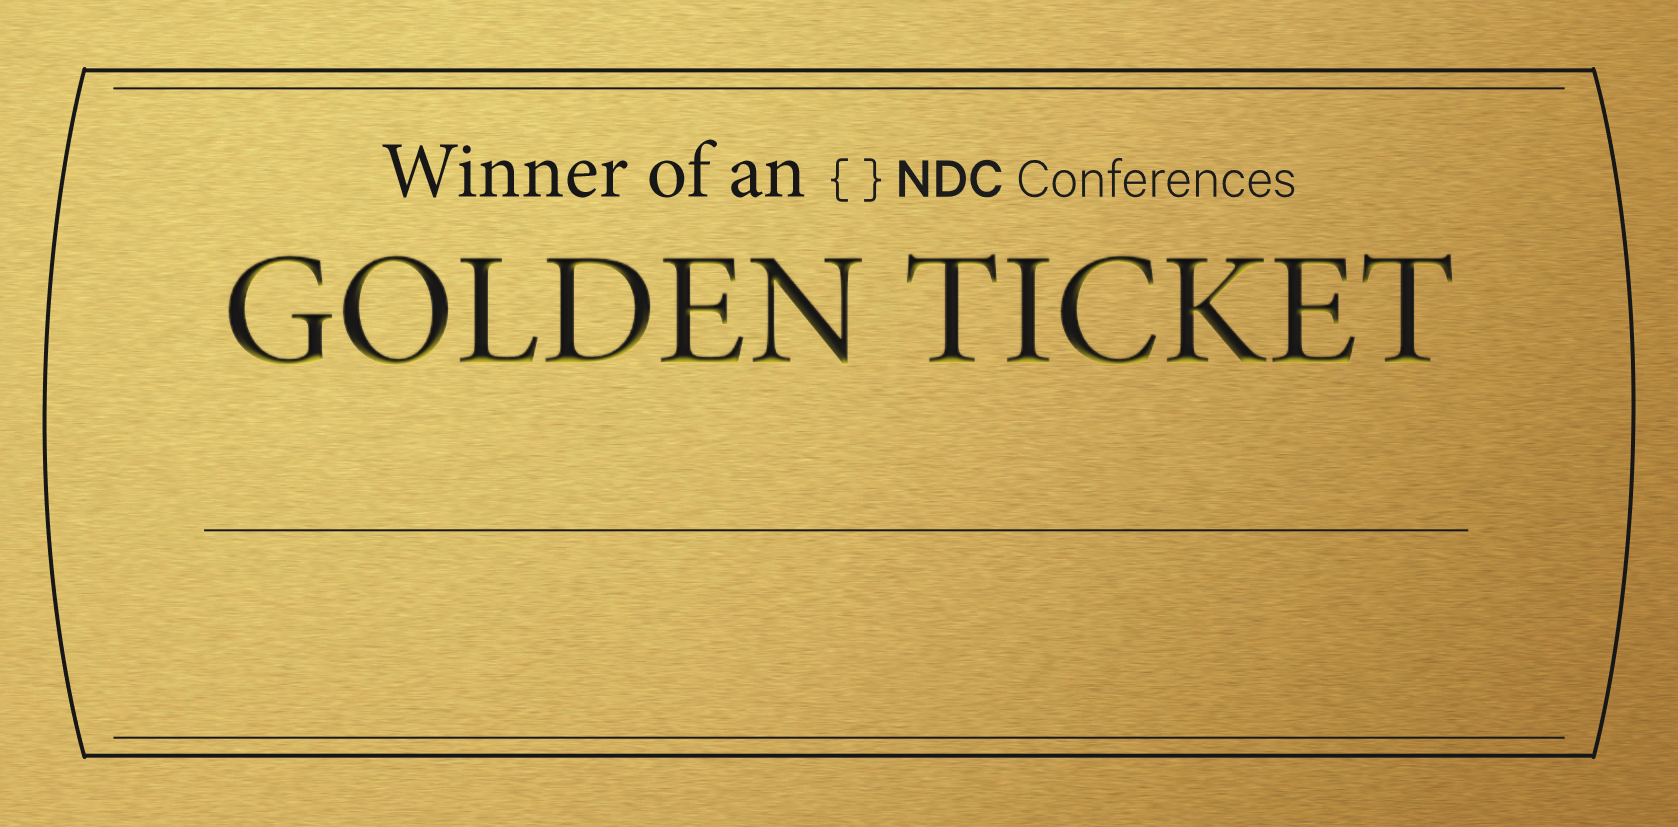 Winner of an { } NDC Conferences
GOLDEN TICKET